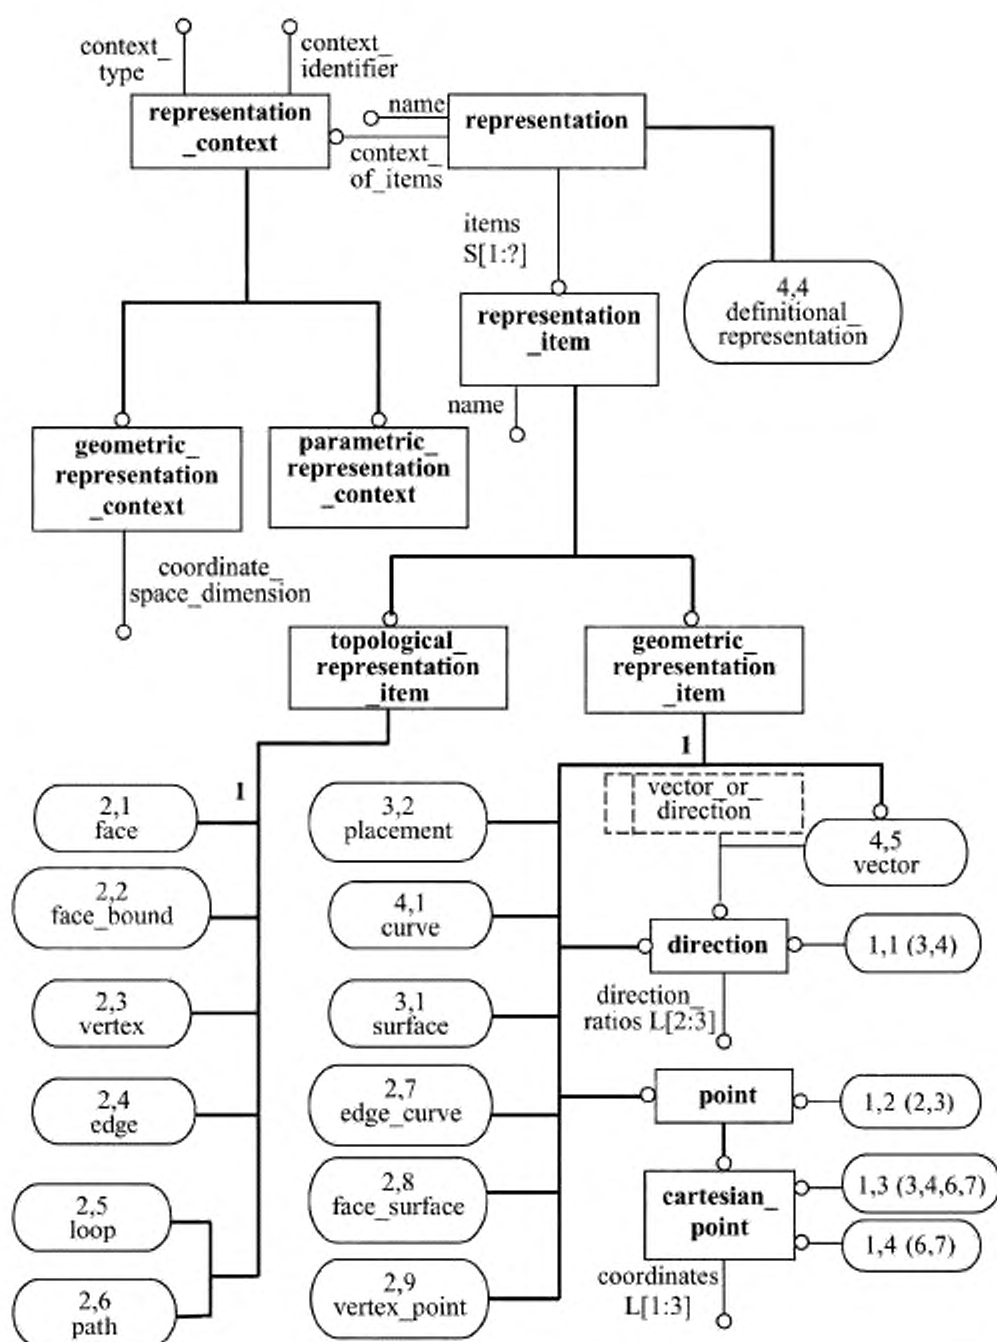 context_
type
context_
identifier
representation
_context
name
representation
context_
of_items
items
S[1:?]
4,4
definitional_
representation
representation
_item
name
geometric_
representation
_context
parametric_
representation
_context
coordinate_
space_dimension
topological_
representation
_item
geometric_
representation
_item
1
1
2,1
face
2,2
face_bound
2,3
vertex
2,4
edge
2,5
loop
2,6
path
3,2
placement
4,1
curve
3,1
surface
2,7
edge_curve
2,8
face_surface
2,9
vertex_point
vector_or_
direction
4,5
vector
direction
1,1 (3,4)
direction_
ratios L[2:3]
point
1,2 (2,3)
cartesian_
point
1,3 (3,4,6,7)
1,4 (6,7)
coordinates
L[1:3]